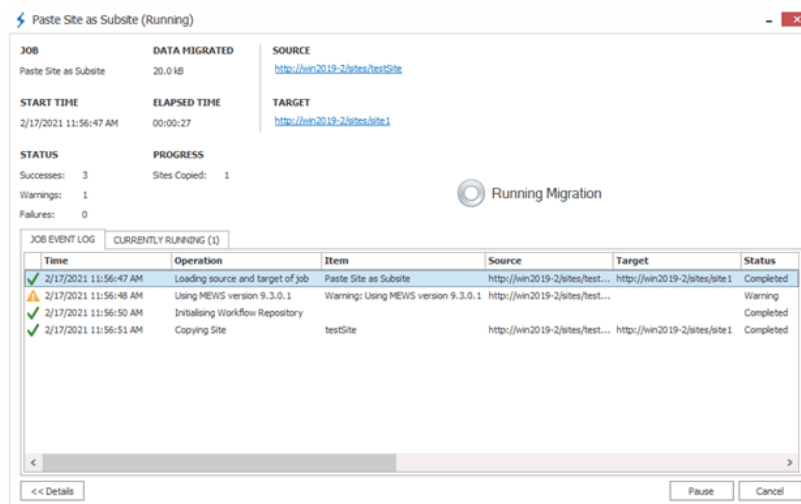 Paste Site as Subsite (Running)
JOB DATA MIGRATED SOURCE
Paste Site as Subsite 20.0 kB http://win2019-2/sites/testSite
START TIME ELAPSED TIME TARGET
2/17/2021 11:56:47 AM 00:00:27 http://win2019-2/sites/site1
STATUS PROGRESS
Successes: 3 Sites Copied: 1
Warnings: 1
Running Migration
Failures: 0
JOB EVENT LOG CURRENTLY RUNNING (1)
Time Operation Item Source Target Status
2/17/2021 11:56:47 AM Loading source and target of job Paste Site as Subsite http://win2019-2/sites/test... http://win2019-2/sites/site1 Completed
2/17/2021 11:56:48 AM Using MEWS version 9.3.0.1 Warning: Using MEWS version 9.3.0.1 http://win2019-2/sites/test... Warning
2/17/2021 11:56:50 AM Initialising Workflow Repository Completed
2/17/2021 11:56:51 AM Copying Site testSite http://win2019-2/sites/test... http://win2019-2/sites/site1 Completed
<< Details Pause Cancel